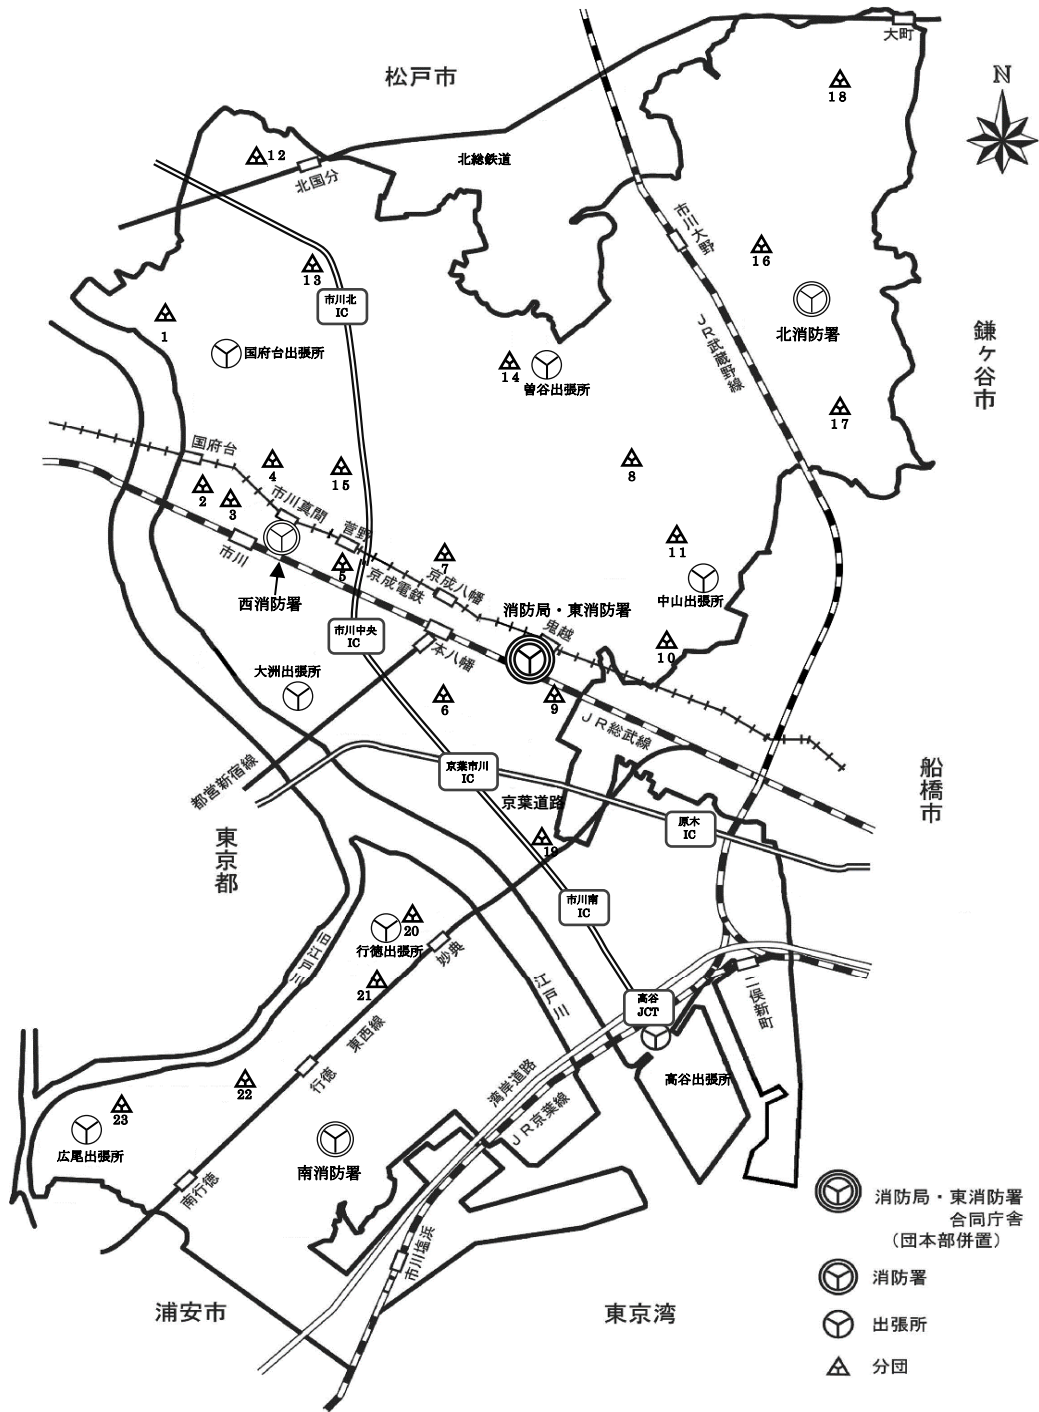 大町
松戸市
N
18
12
北総鉄道
北国分
市川大野
16
13
市川北
IC
北消防署
1
JR武蔵野線
鎌ヶ谷市
国府台出張所
14
曽谷出張所
17
国府台
4
15
8
2
3
市川真間
菅野
11
市川
5
7
京成電鉄
京成八幡
西消防署
消防局・東消防署
中山出張所
市川中央
IC
鬼越
10
本八幡
大洲出張所
6
9
JR総武線
都営新宿線
京葉市川
IC
船橋市
京葉道路
原木
IC
東京都
19
市川南
IC
20
行徳出張所
妙典
旧江戸川
21
江戸川
高谷
JCT
二俣新町
東西線
行徳
湾岸道路
高谷出張所
22
23
JR京葉線
広尾出張所
南消防署
南行徳
消防局・東消防署
合同庁舎
（団本部併置）
市川塩浜
消防署
浦安市
東京湾
出張所
分団